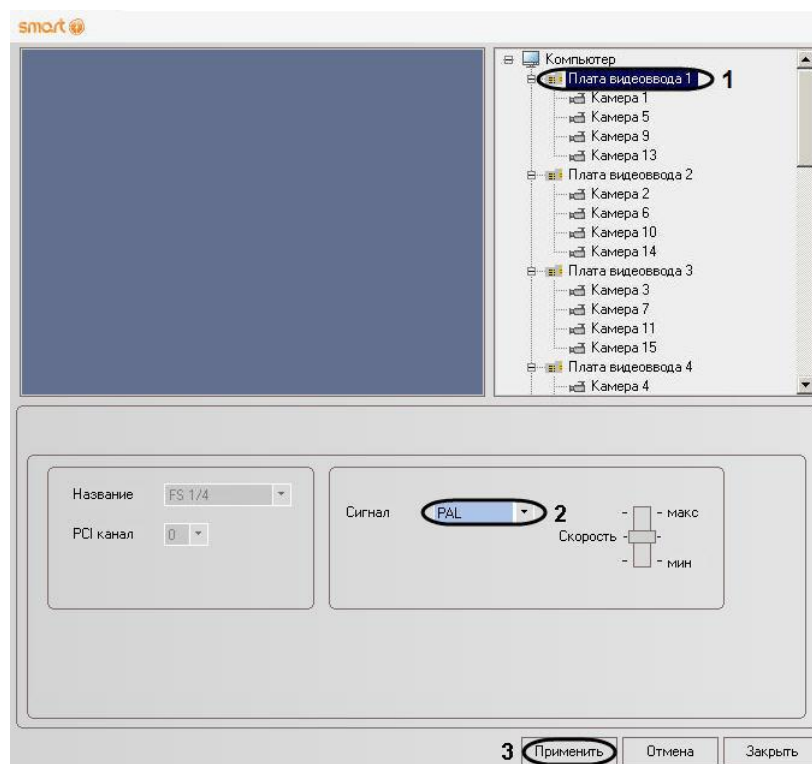 smart
Компьютер
Плата видеоввода 1 1
Камера 1
Камера 5
Камера 9
Камера 13
Плата видеоввода 2
Камера 2
Камера 6
Камера 10
Камера 14
Плата видеоввода 3
Камера 3
Камера 7
Камера 11
Камера 15
Плата видеоввода 4
Камера 4
Название FS 1/4
PCI канал 0
Сигнал PAL 2
макс
Скорость
мин
3 Применить Отмена Закрыть